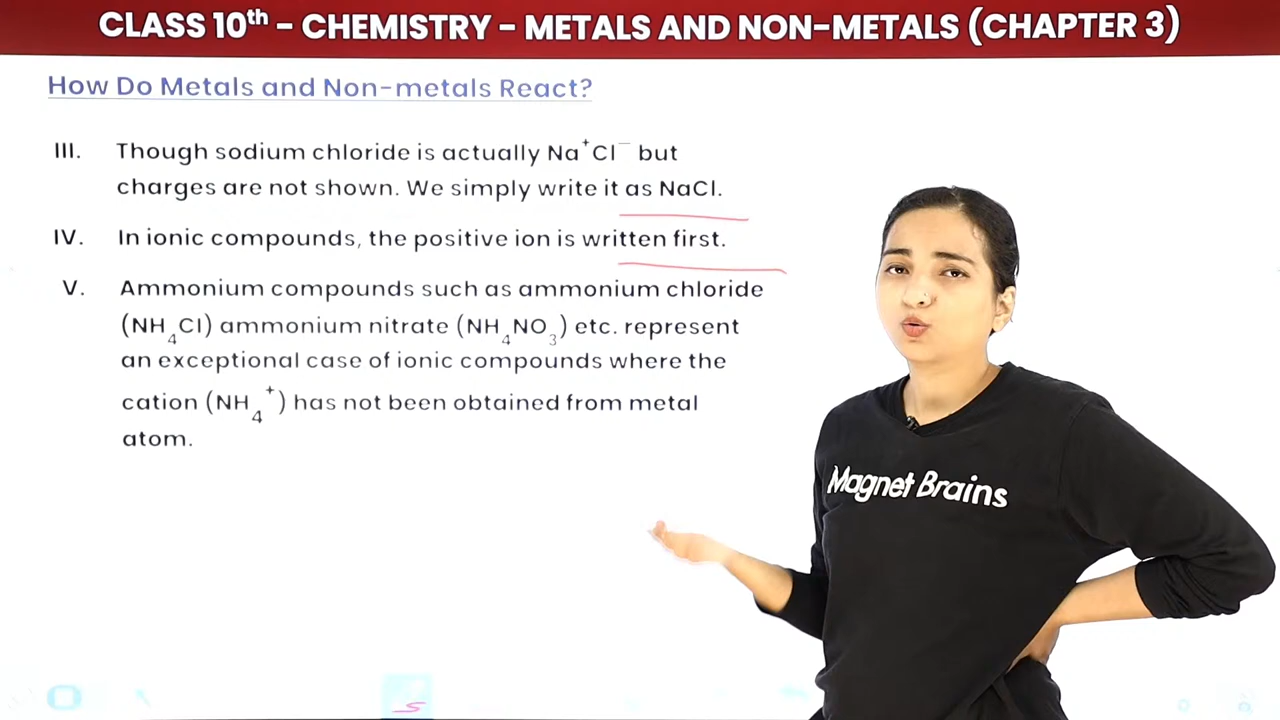 CLASS 10th - CHEMISTRY - METALS AND NON-METALS (CHAPTER 3)
How Do Metals and Non-metals React?
III. Though sodium chloride is actually Na⁺Cl⁻ but
charges are not shown. We simply write it as NaCl.
IV. In ionic compounds, the positive ion is written first.
V. Ammonium compounds such as ammonium chloride
(NH₄Cl) ammonium nitrate (NH₄NO₃) etc. represent
an exceptional case of ionic compounds where the
cation (NH₄⁺) has not been obtained from metal
atom.
Magnet Brains